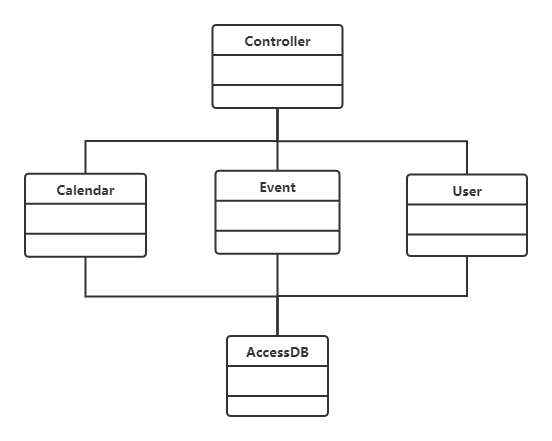 Controller
Calendar
Event
User
AccessDB